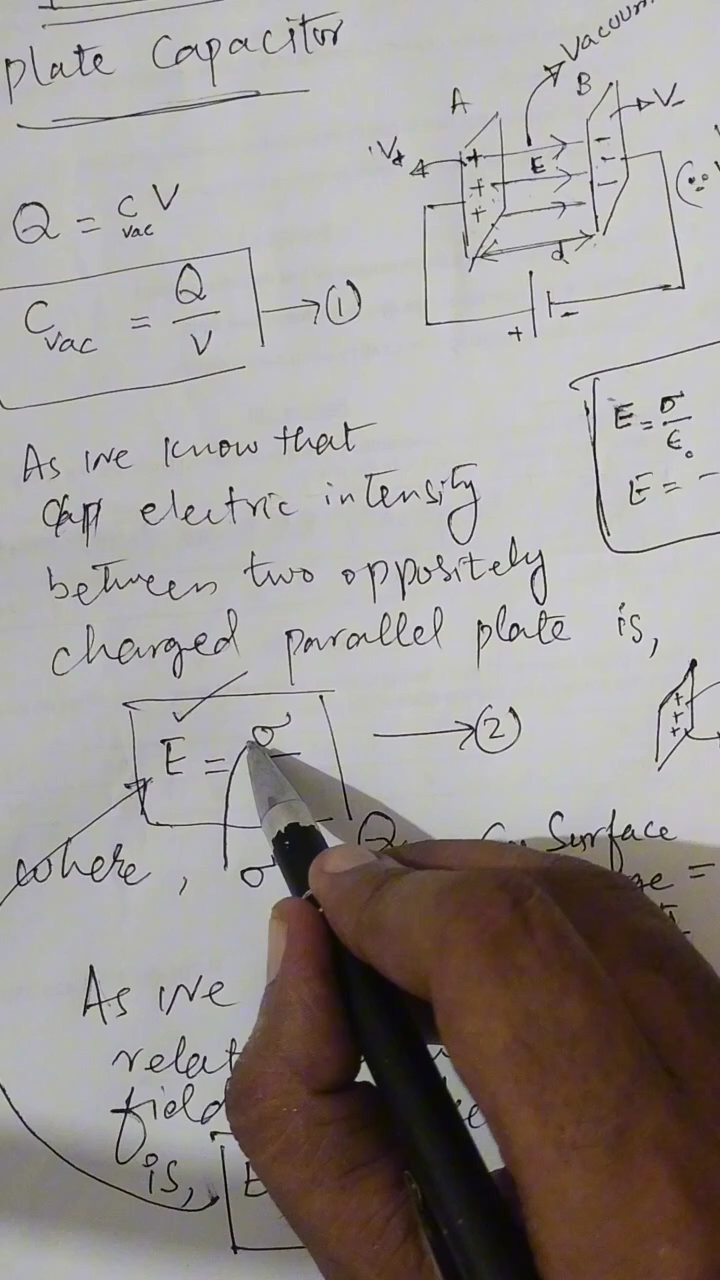 Plate Capacitor
Vacuum
A
B
V+
V-
E
d
+
-
Q = C vac V
C vac = Q / V → ①
E = σ / ε₀
E =
As we know that
electric intensity
between two oppositely
charged parallel plate is,
E = σ → ②
where, σ
Surface
As we
is,